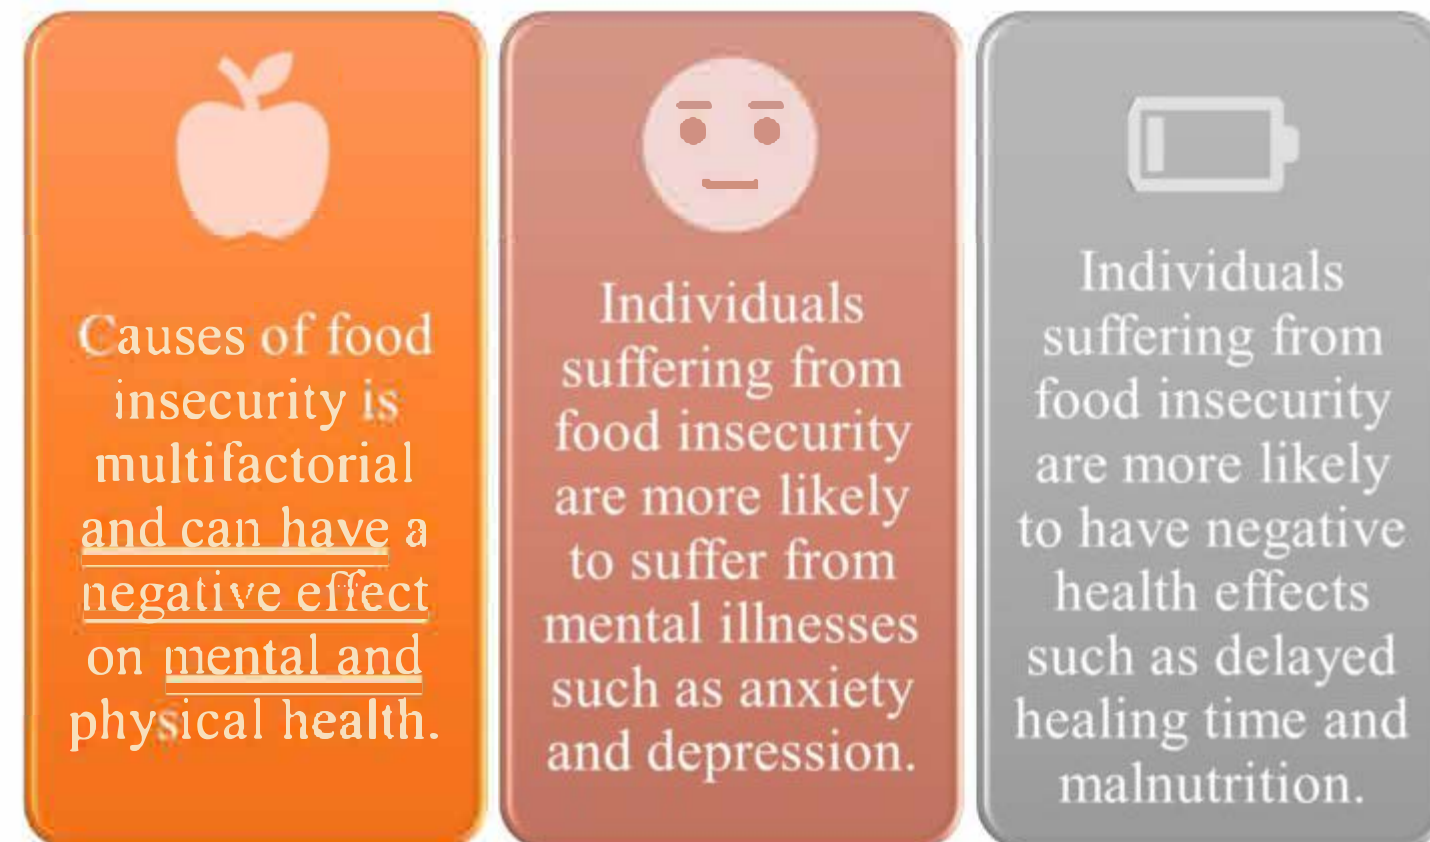 Causes of food
insecurity is
multifactorial
and can have a
negative effect
on mental and
physical health.
Individuals
suffering from
food insecurity
are more likely
to suffer from
mental illnesses
such as anxiety
and depression.
Individuals
suffering from
food insecurity
are more likely
to have negative
health effects
such as delayed
healing time and
malnutrition.